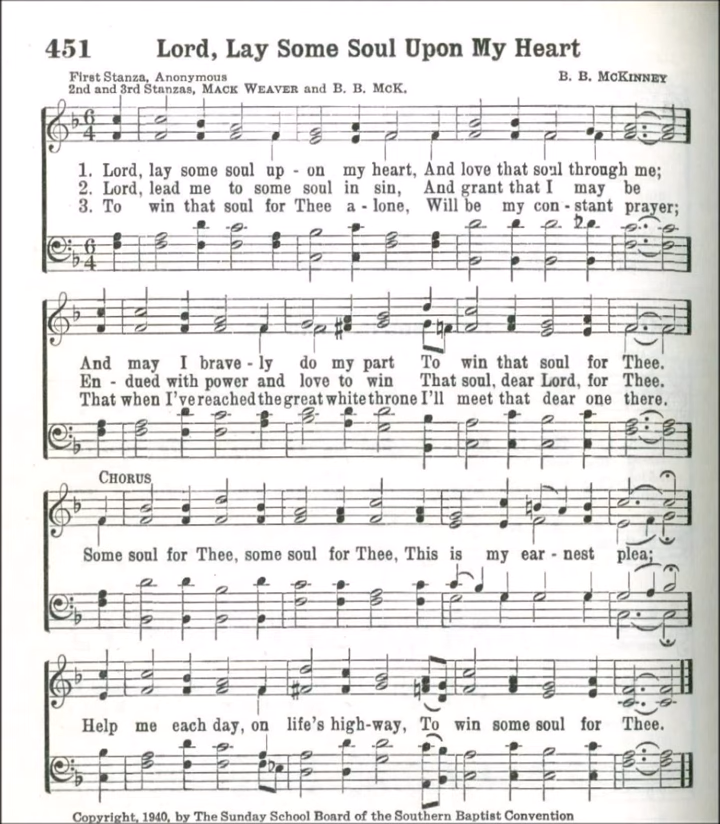 451 Lord, Lay Some Soul Upon My Heart
First Stanza, Anonymous B. B. McKinney
2nd and 3rd Stanzas, Mack Weaver and B. B. McK.
1. Lord, lay some soul up - on my heart, And love that soul through me;
2. Lord, lead me to some soul in sin, And grant that I may be
3. To win that soul for Thee a - lone, Will be my con - stant prayer;
And may I brave - ly do my part To win that soul for Thee.
En - dued with power and love to win That soul, dear Lord, for Thee.
That when I've reached the great white throne I'll meet that dear one there.
Chorus
Some soul for Thee, some soul for Thee, This is my ear - nest plea;
Help me each day, on life's high-way, To win some soul for Thee.
Copyright, 1940, by The Sunday School Board of the Southern Baptist Convention